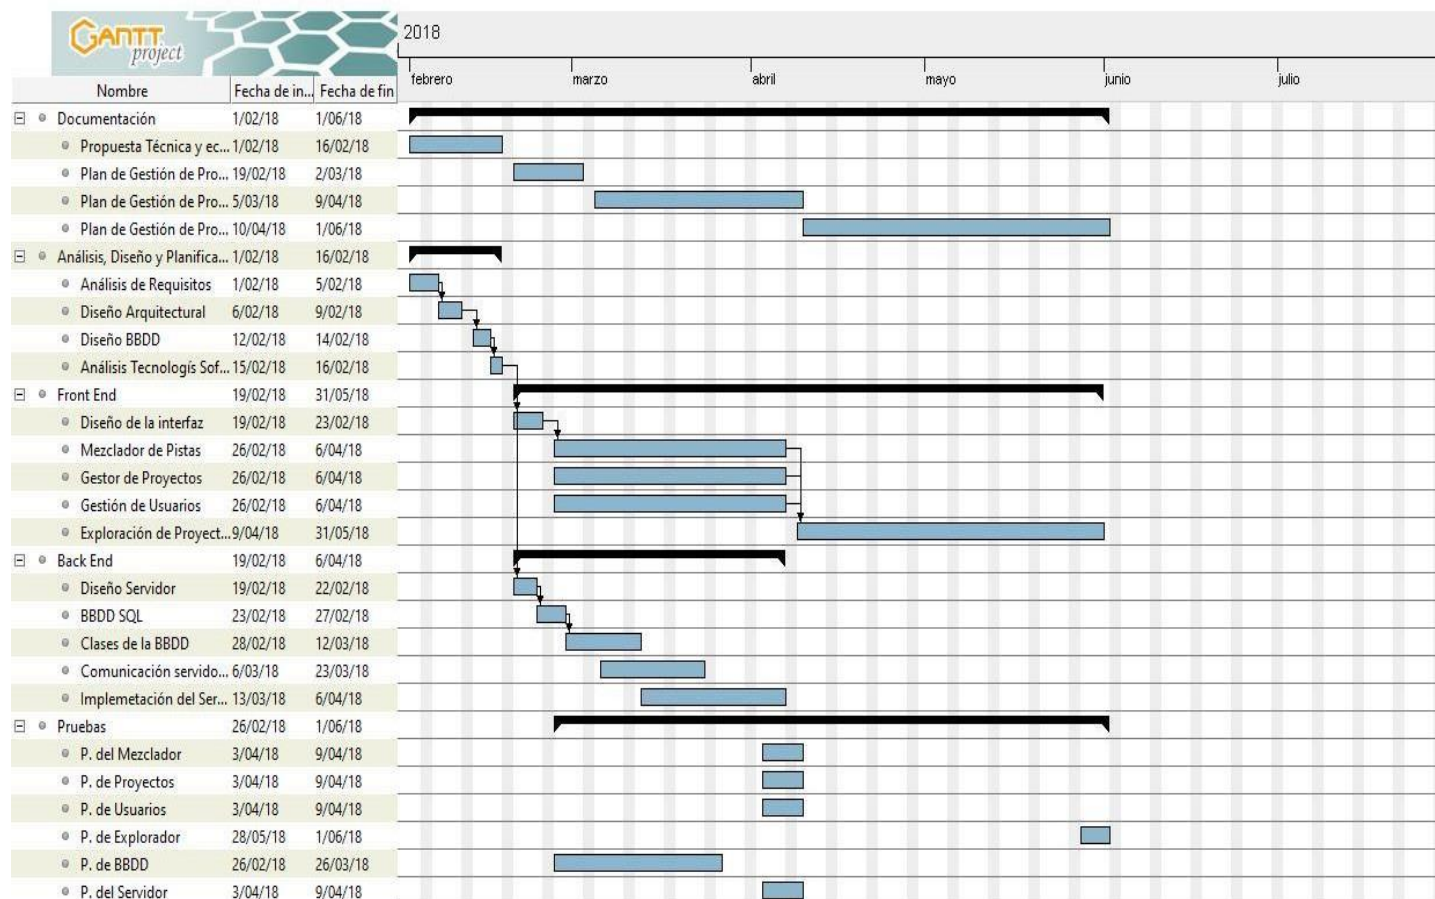 GANTT
project
2018
febrero marzo abril mayo junio julio
Nombre Fecha de in... Fecha de fin
Documentación 1/02/18 1/06/18
Propuesta Técnica y ec... 1/02/18 16/02/18
Plan de Gestión de Pro... 19/02/18 2/03/18
Plan de Gestión de Pro... 5/03/18 9/04/18
Plan de Gestión de Pro... 10/04/18 1/06/18
Análisis, Diseño y Planifica... 1/02/18 16/02/18
Análisis de Requisitos 1/02/18 5/02/18
Diseño Arquitectural 6/02/18 9/02/18
Diseño BBDD 12/02/18 14/02/18
Análisis Tecnologís Sof... 15/02/18 16/02/18
Front End 19/02/18 31/05/18
Diseño de la interfaz 19/02/18 23/02/18
Mezclador de Pistas 26/02/18 6/04/18
Gestor de Proyectos 26/02/18 6/04/18
Gestión de Usuarios 26/02/18 6/04/18
Exploración de Proyect... 9/04/18 31/05/18
Back End 19/02/18 6/04/18
Diseño Servidor 19/02/18 22/02/18
BBDD SQL 23/02/18 27/02/18
Clases de la BBDD 28/02/18 12/03/18
Comunicación servido... 6/03/18 23/03/18
Implemetación del Ser... 13/03/18 6/04/18
Pruebas 26/02/18 1/06/18
P. del Mezclador 3/04/18 9/04/18
P. de Proyectos 3/04/18 9/04/18
P. de Usuarios 3/04/18 9/04/18
P. de Explorador 28/05/18 1/06/18
P. de BBDD 26/02/18 26/03/18
P. del Servidor 3/04/18 9/04/18